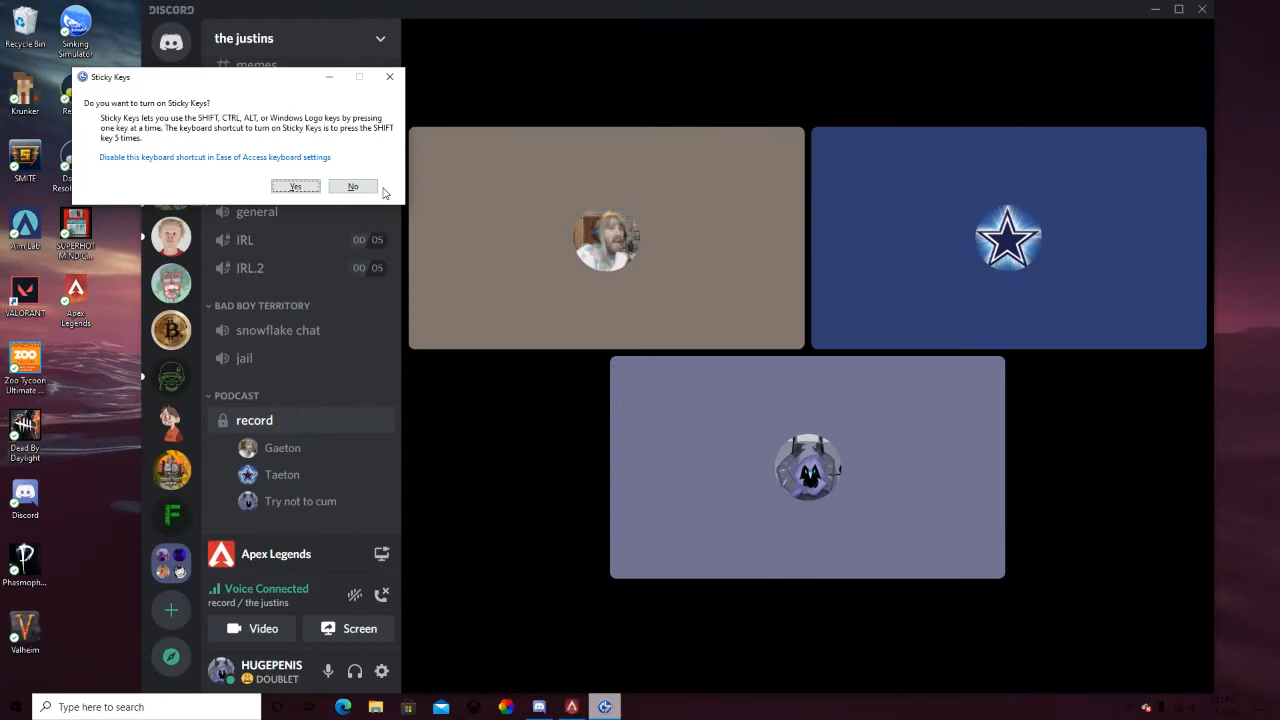 DISCORD
Recycle Bin
Sinking
Simulator
the justins
memes
Sticky Keys
Do you want to turn on Sticky Keys?
Sticky Keys lets you use the SHIFT, CTRL, ALT, or Windows Logo keys by pressing
one key at a time. The keyboard shortcut to turn on Sticky Keys is to press the SHIFT
key 5 times.
Disable this keyboard shortcut in Ease of Access keyboard settings
Yes
No
Krunker
SMITE
Aim Lab
SUPERHOT
MIND C...
VALORANT
Apex
Legends
Zoo Tycoon
Ultimate ...
Dead By
Daylight
Discord
Phasmoph...
Valheim
general
IRL
00 05
IRL.2
00 05
BAD BOY TERRITORY
snowflake chat
jail
PODCAST
record
Gaeton
Taeton
Try not to cum
Apex Legends
Voice Connected
record / the justins
Video
Screen
HUGEPENIS
DOUBLET
Type here to search